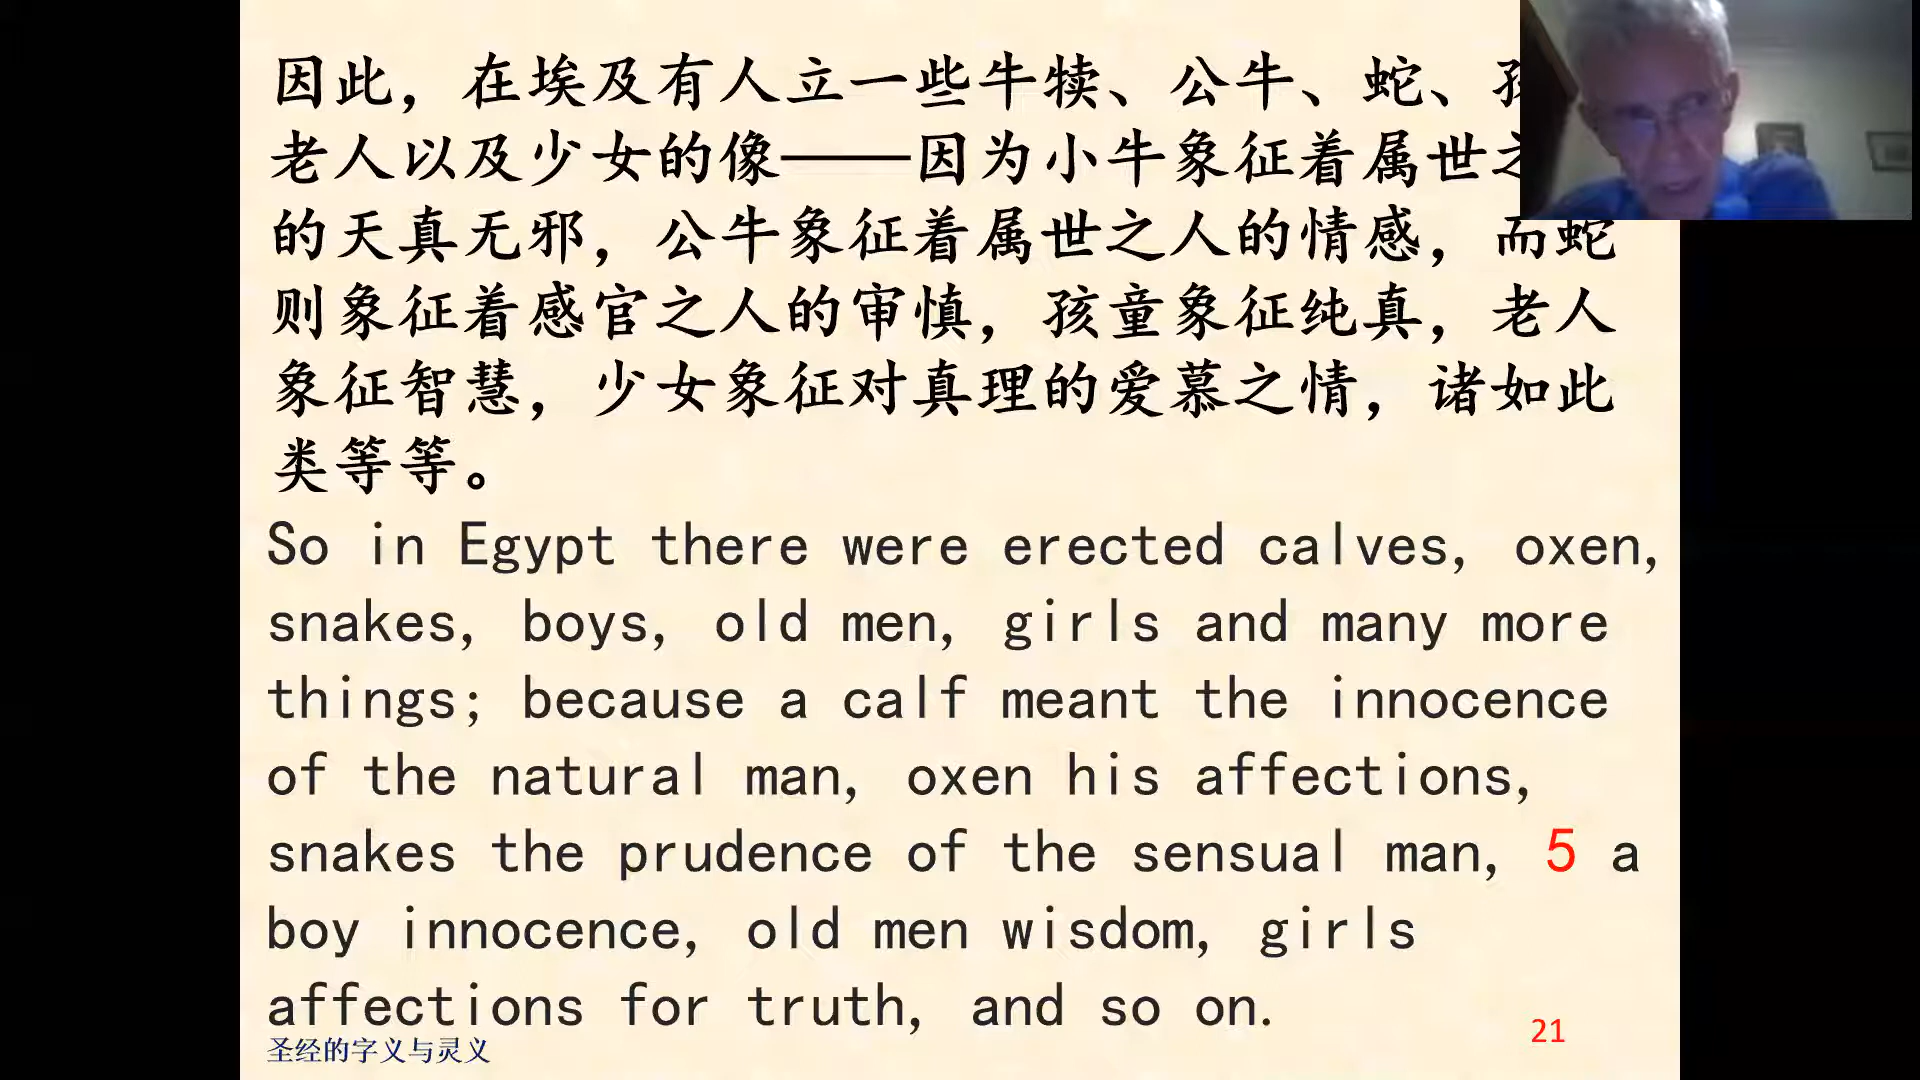 因此，在埃及有人立一些牛犊、公牛、蛇、
老人以及少女的像——因为小牛象征着属世
的天真无邪，公牛象征着属世之人的情感，而蛇
则象征着感官之人的审慎，孩童象征纯真，老人
象征智慧，少女象征对真理的爱慕之情，诸如此
类等等。
So in Egypt there were erected calves, oxen,
snakes, boys, old men, girls and many more
things; because a calf meant the innocence
of the natural man, oxen his affections,
snakes the prudence of the sensual man, 5 a
boy innocence, old men wisdom, girls
affections for truth, and so on.
圣经的字义与灵义
21